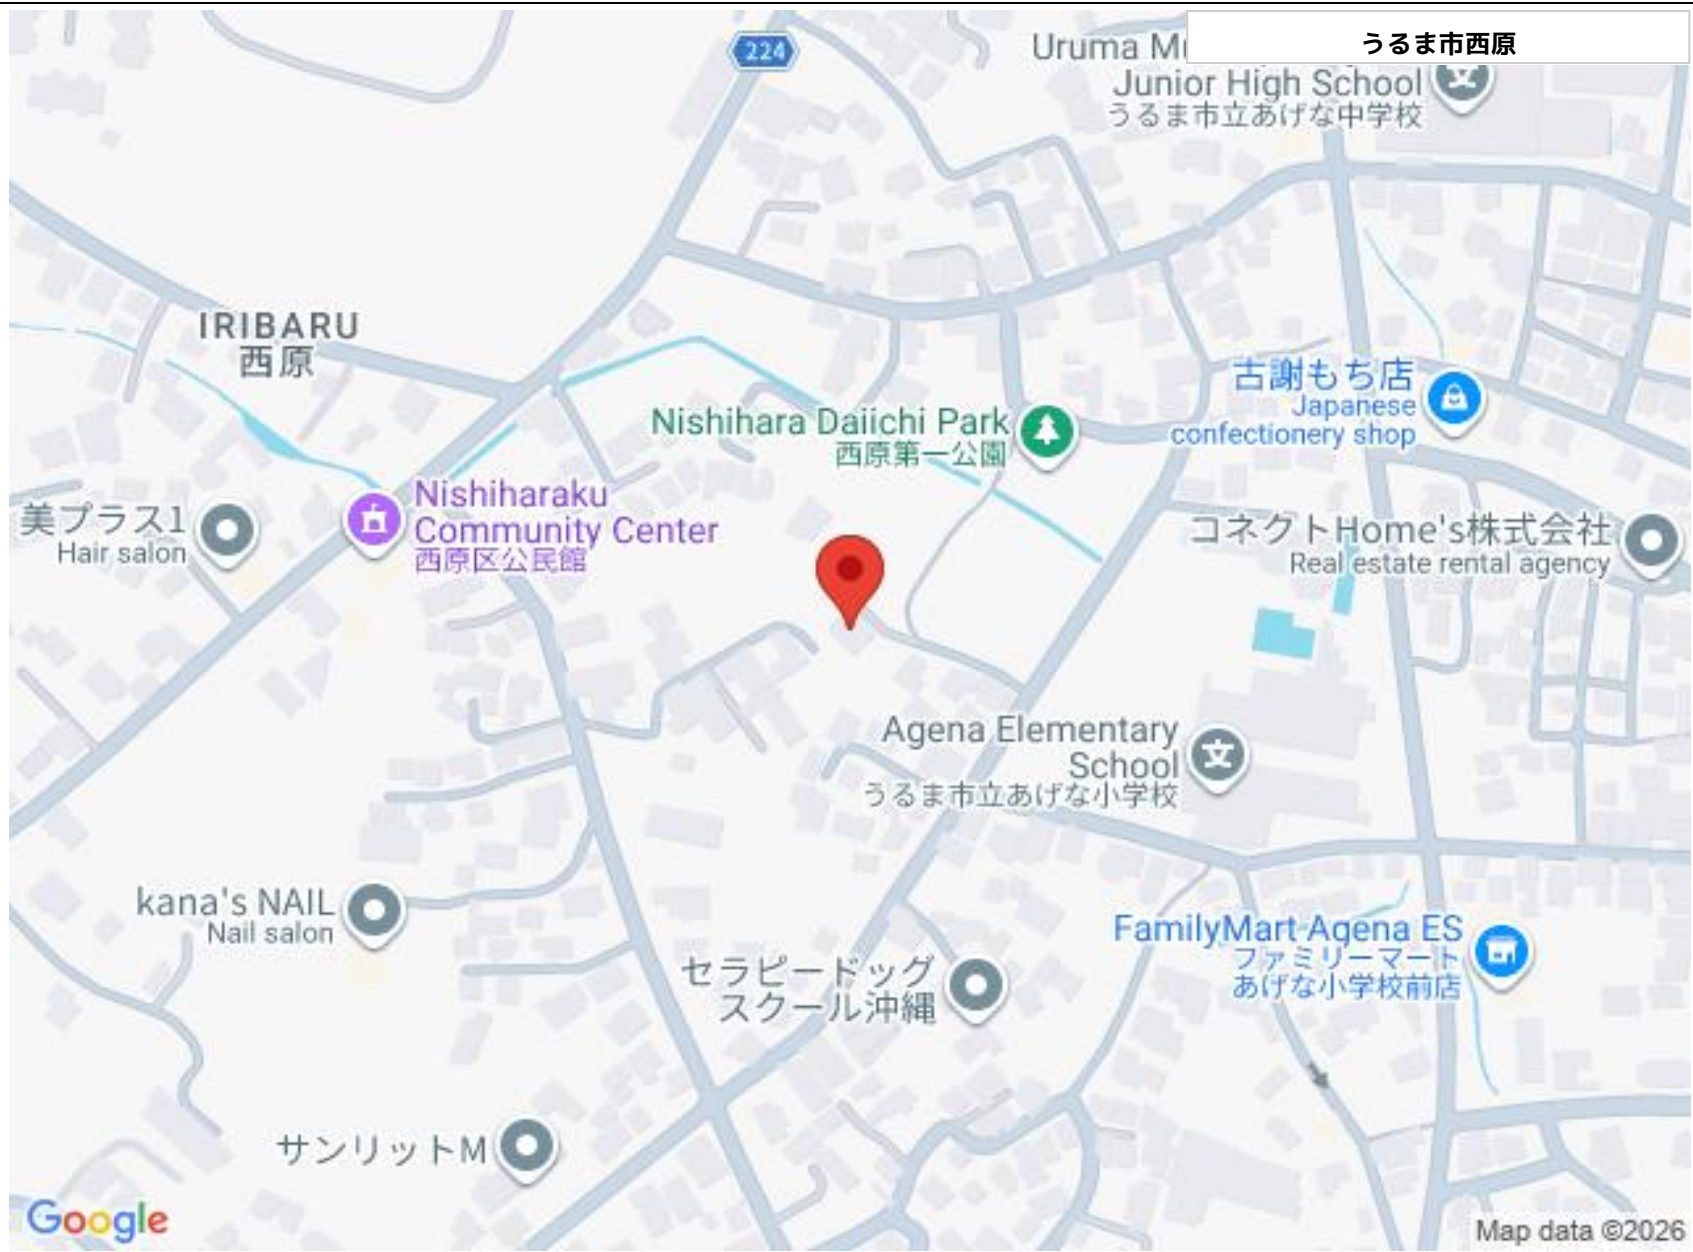 うるま市西原
224
Uruma
Junior High School
うるま市立あげな中学校
IRIBARU
西原
古謝もち店
Japanese
confectionery shop
Nishihara Daiichi Park
西原第一公園
美プラス1
Hair salon
Nishiharaku
Community Center
西原区公民館
コネクトHome's株式会社
Real estate rental agency
Agena Elementary
School
うるま市立あげな小学校
kana's NAIL
Nail salon
FamilyMart Agena ES
ファミリーマート
あげな小学校前店
セラピードッグ
スクール沖縄
サンリットM
Google
Map data ©2026